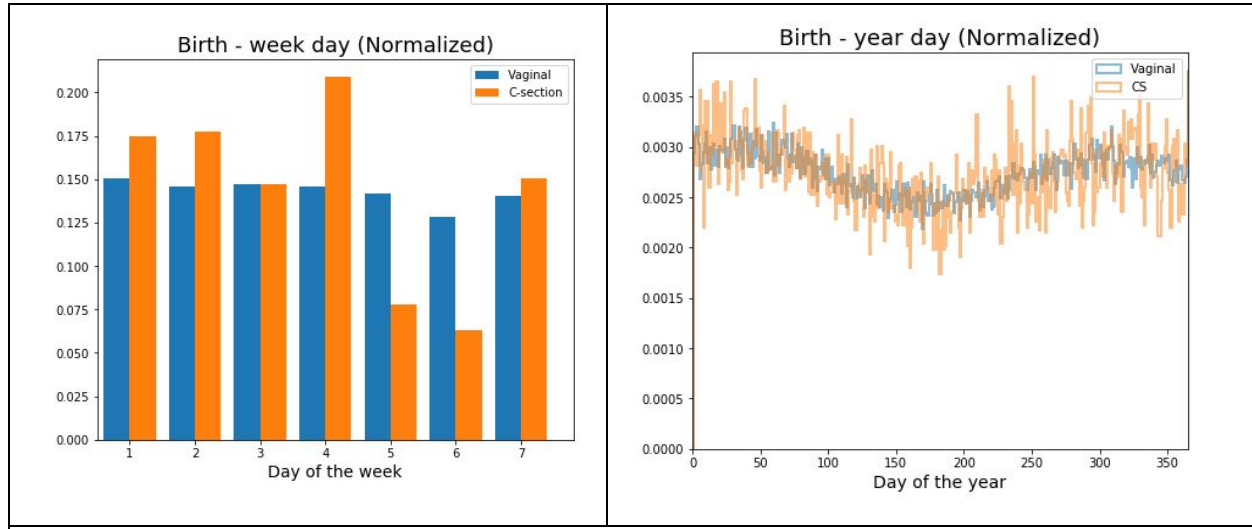 Birth - week day (Normalized)
Vaginal
C-section
0.200
0.175
0.150
0.125
0.100
0.075
0.050
0.025
0.000
1 2 3 4 5 6 7
Day of the week
Birth - year day (Normalized)
Vaginal
CS
0.0035
0.0030
0.0025
0.0020
0.0015
0.0010
0.0005
0.0000
0 50 100 150 200 250 300 350
Day of the year